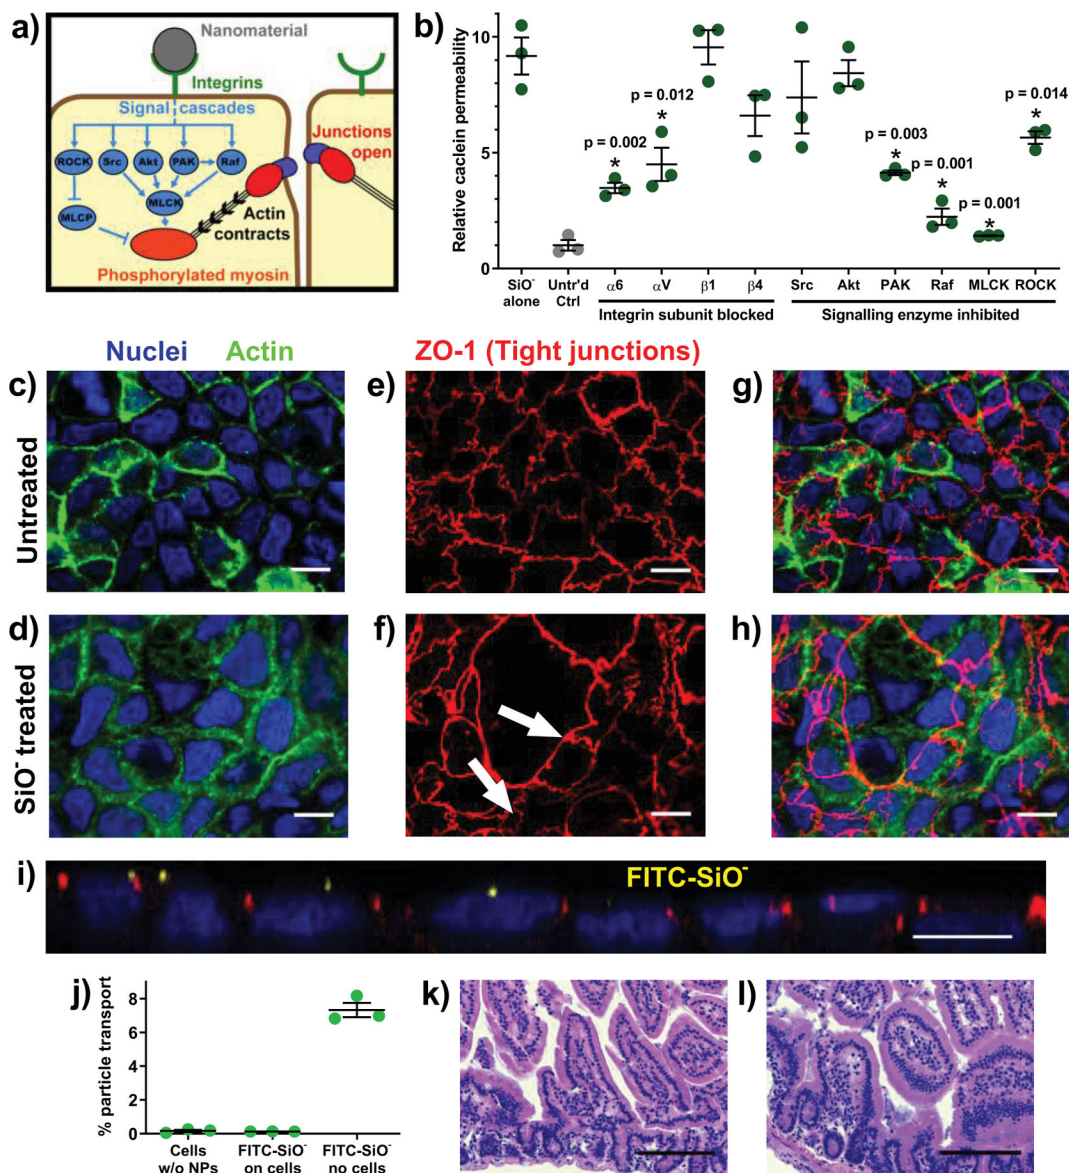 a)
Nanomaterial
Integrins
Signal cascades
Junctions
open
ROCK Src Akt PAK Raf
MLCK
MLCP
Actin
contracts
Phosphorylated myosin
b)
Relative caclein permeability
10
5
0
p = 0.002
p = 0.012
p = 0.003
p = 0.001
p = 0.001
p = 0.014
* * * * * *
SiO⁻
alone
Untr'd
Ctrl
α6 αV β1 β4
Src Akt PAK Raf MLCK ROCK
Integrin subunit blocked
Signalling enzyme inhibited
Nuclei Actin
ZO-1 (Tight junctions)
Untreated
c)
e)
g)
SiO⁻ treated
d)
f)
h)
i)
FITC-SiO⁻
j)
% particle transport
8
6
4
2
0
Cells
w/o NPs
FITC-SiO⁻
on cells
FITC-SiO⁻
no cells
k)
l)